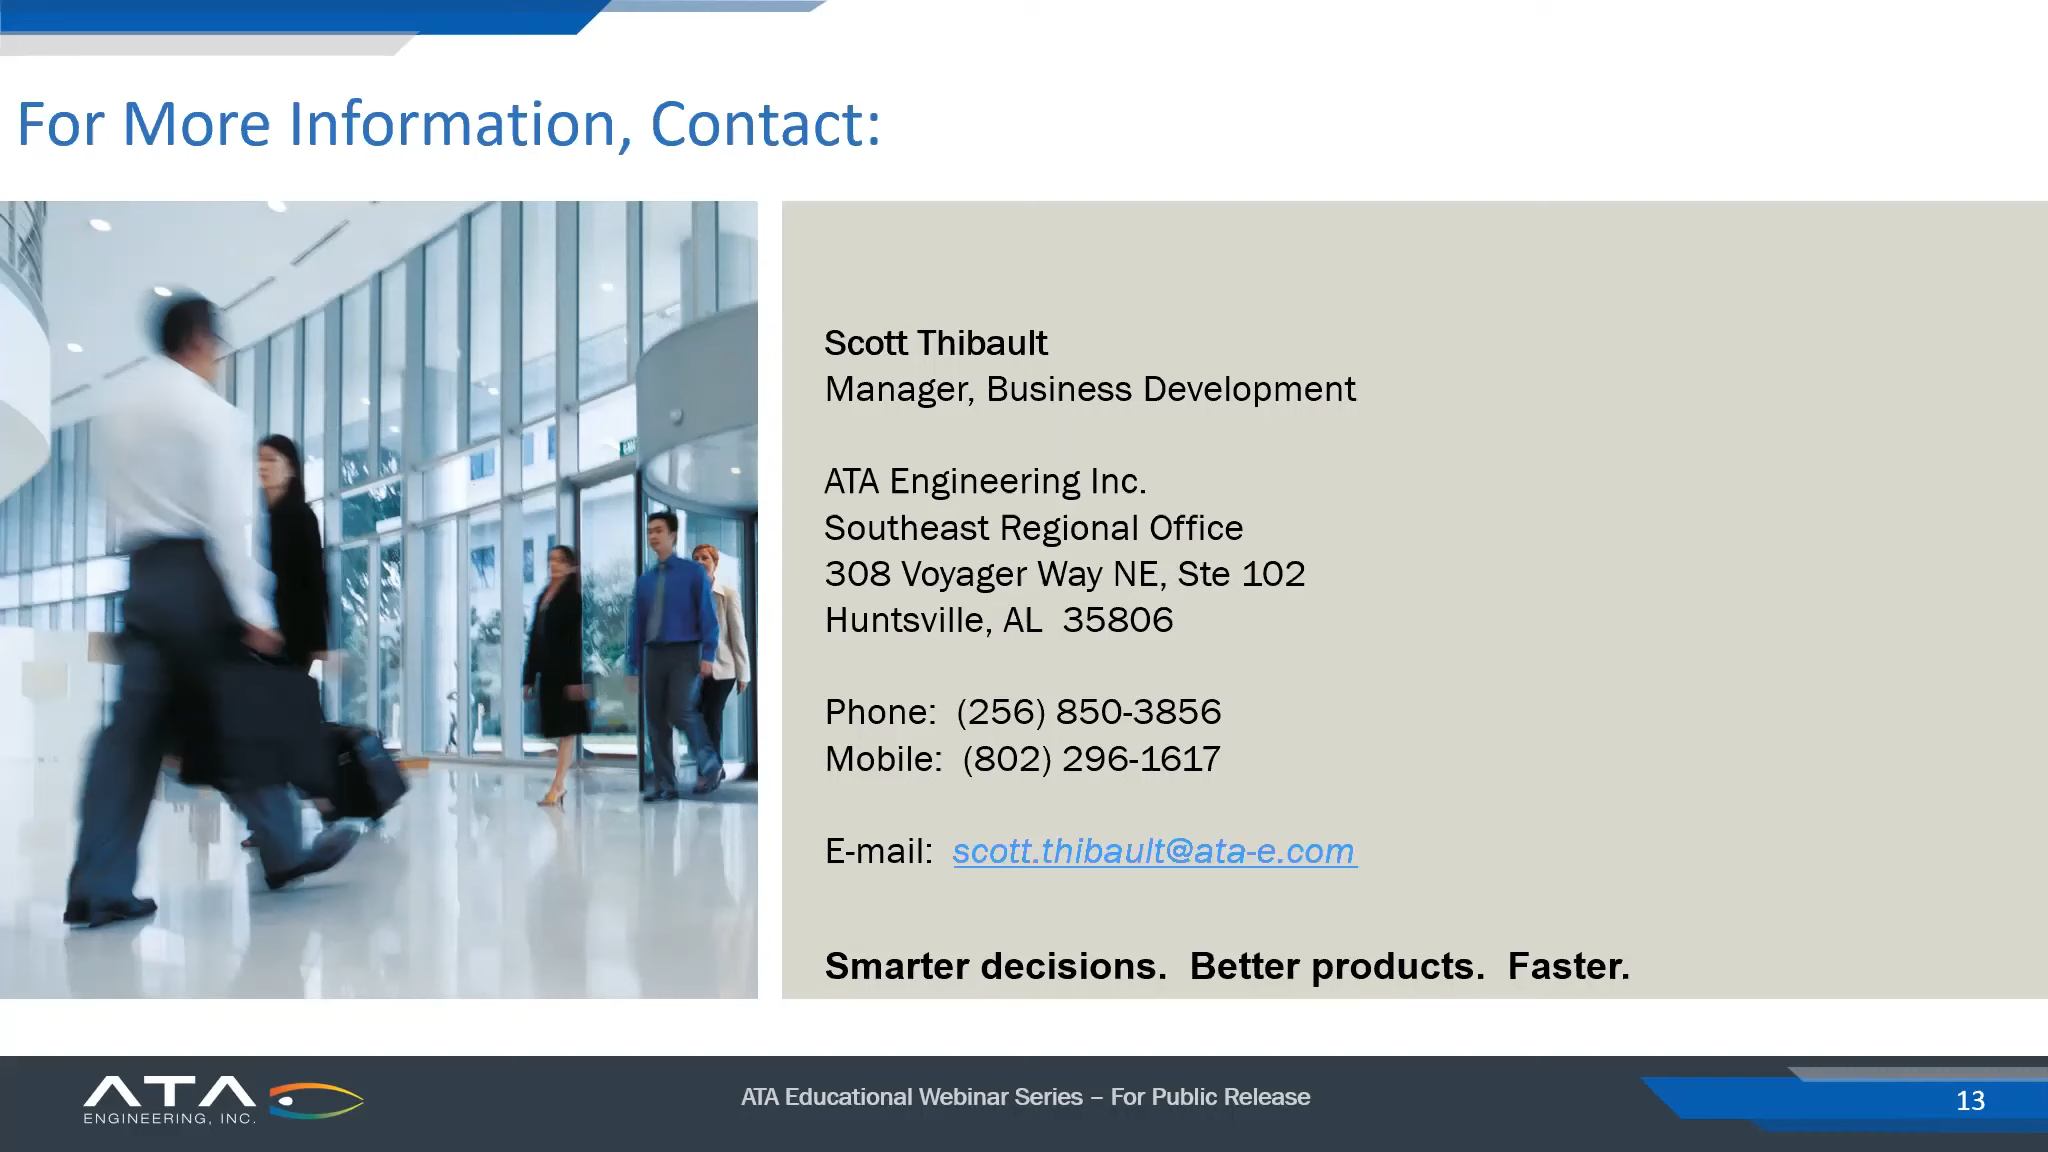 For More Information, Contact:
Scott Thibault
Manager, Business Development
ATA Engineering Inc.
Southeast Regional Office
308 Voyager Way NE, Ste 102
Huntsville, AL  35806
Phone:  (256) 850-3856
Mobile:  (802) 296-1617
E-mail:  scott.thibault@ata-e.com
Smarter decisions.  Better products.  Faster.
ATA
ENGINEERING, INC.
ATA Educational Webinar Series – For Public Release
13